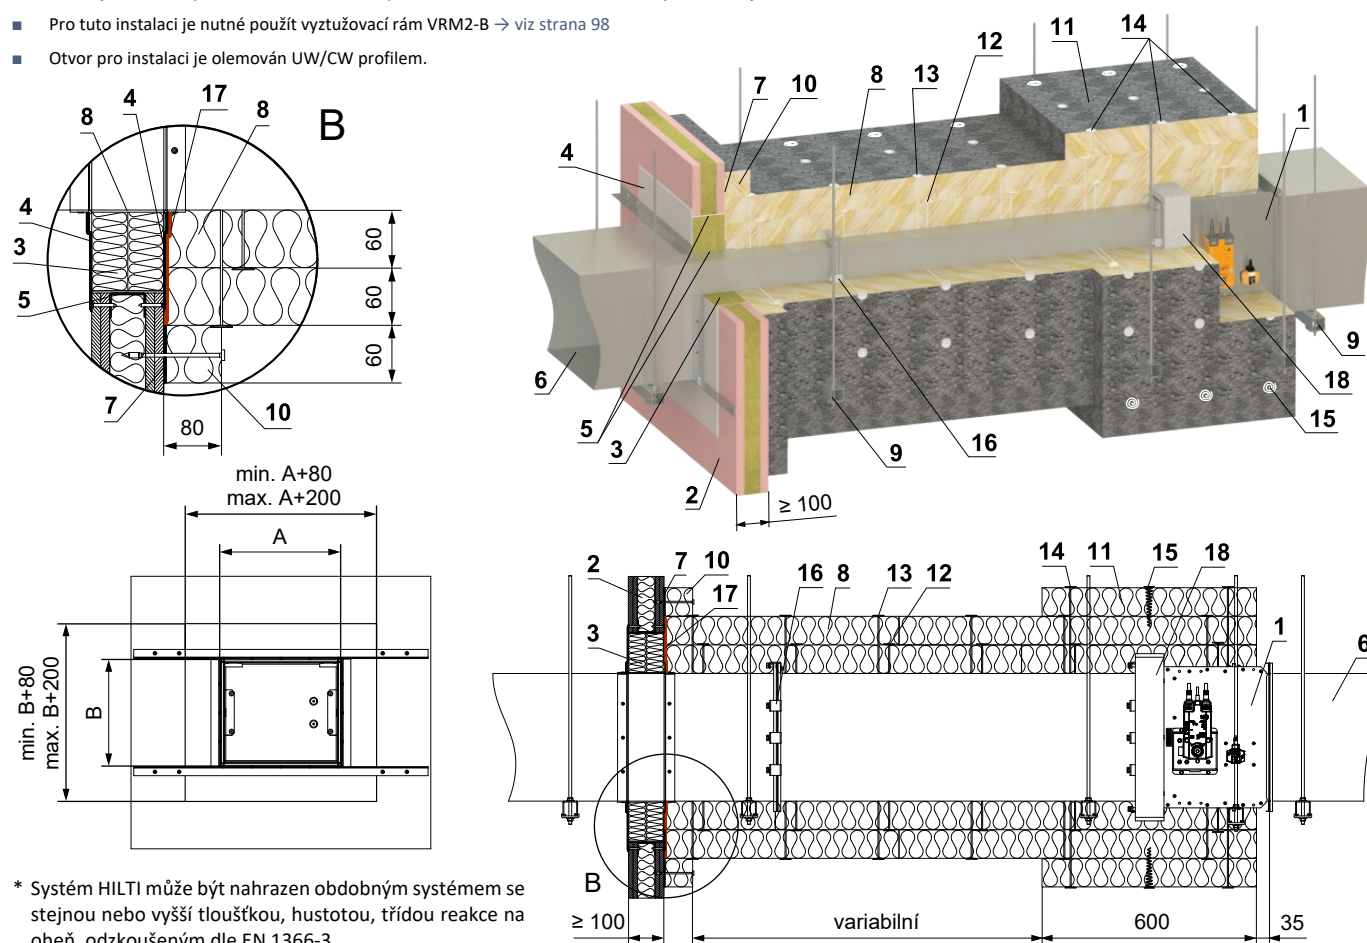 ■ Pro tuto instalaci je nutné použít vyztužovací rám VRM2-B → viz strana 98
■ Otvor pro instalaci je olemován UW/CW profilem.
8 4 17 8 B
4
3
5
7 10
60
60
60
80
11 14
12
13
8
10
7
4
1
6
5
3
2
9
16
15
18
9
≥ 100
min. A+80
max. A+200
A
min. B+80
max. B+200
B
2 7 10 16 8 13 12 14 11 15 18
17
3
1
6
B
≥ 100 variabilní 600 35
* Systém HILTI může být nahrazen obdobným systémem se
stejnou nebo vyšší tloušťkou, hustotou, třídou reakce na
oheň, odzkoušeným dle EN 1366-3